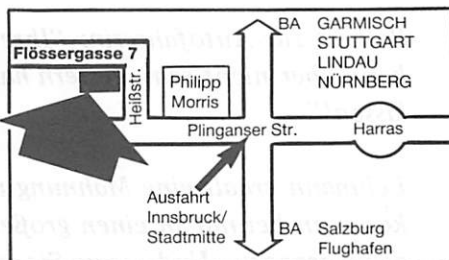 BA GARMISCH
STUTTGART
LINDAU
NÜRNBERG
Flössergasse 7
Heißstr.
Philipp
Morris
Plinganser Str.
Harras
Ausfahrt
Innsbruck/
Stadtmitte
BA Salzburg
Flughafen